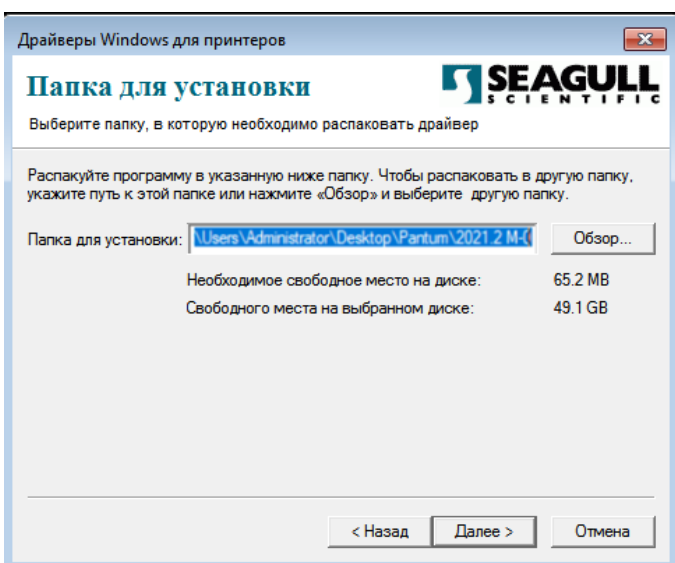 Драйверы Windows для принтеров
Папка для установки
SEAGULL
SCIENTIFIC
Выберите папку, в которую необходимо распаковать драйвер
Распакуйте программу в указанную ниже папку. Чтобы распаковать в другую папку,
укажите путь к этой папке или нажмите «Обзор» и выберите другую папку.
Папка для установки: \Users\Administrator\Desktop\Pantum\2021.2 M-( Обзор...
Необходимое свободное место на диске: 65.2 MB
Свободного места на выбранном диске: 49.1 GB
< Назад Далее > Отмена